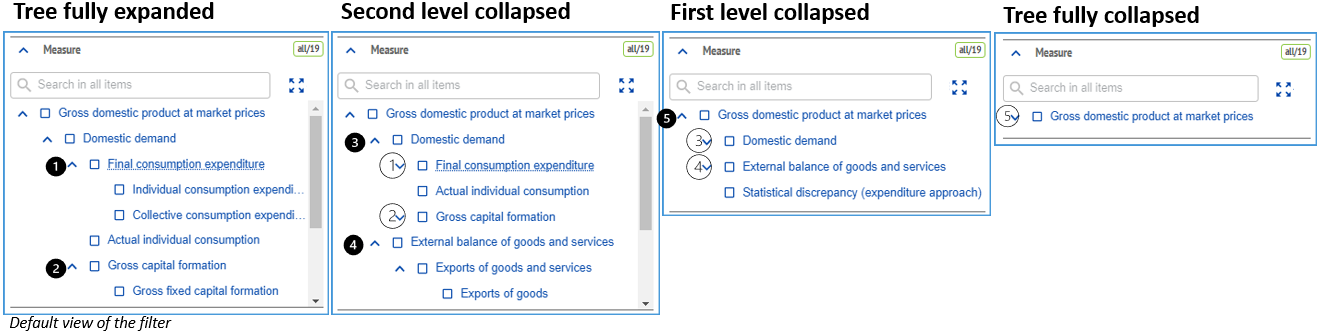 Tree fully expanded
Measure
all/19
Search in all items
Gross domestic product at market prices
Domestic demand
1 Final consumption expenditure
Individual consumption expendi...
Collective consumption expendi...
Actual individual consumption
2 Gross capital formation
Gross fixed capital formation
Default view of the filter
Second level collapsed
Measure
all/19
Search in all items
Gross domestic product at market prices
3 Domestic demand
1 Final consumption expenditure
Actual individual consumption
2 Gross capital formation
4 External balance of goods and services
Exports of goods and services
Exports of goods
First level collapsed
Measure
all/19
Search in all items
5 Gross domestic product at market prices
3 Domestic demand
4 External balance of goods and services
Statistical discrepancy (expenditure approach)
Tree fully collapsed
Measure
all/19
Search in all items
5 Gross domestic product at market prices